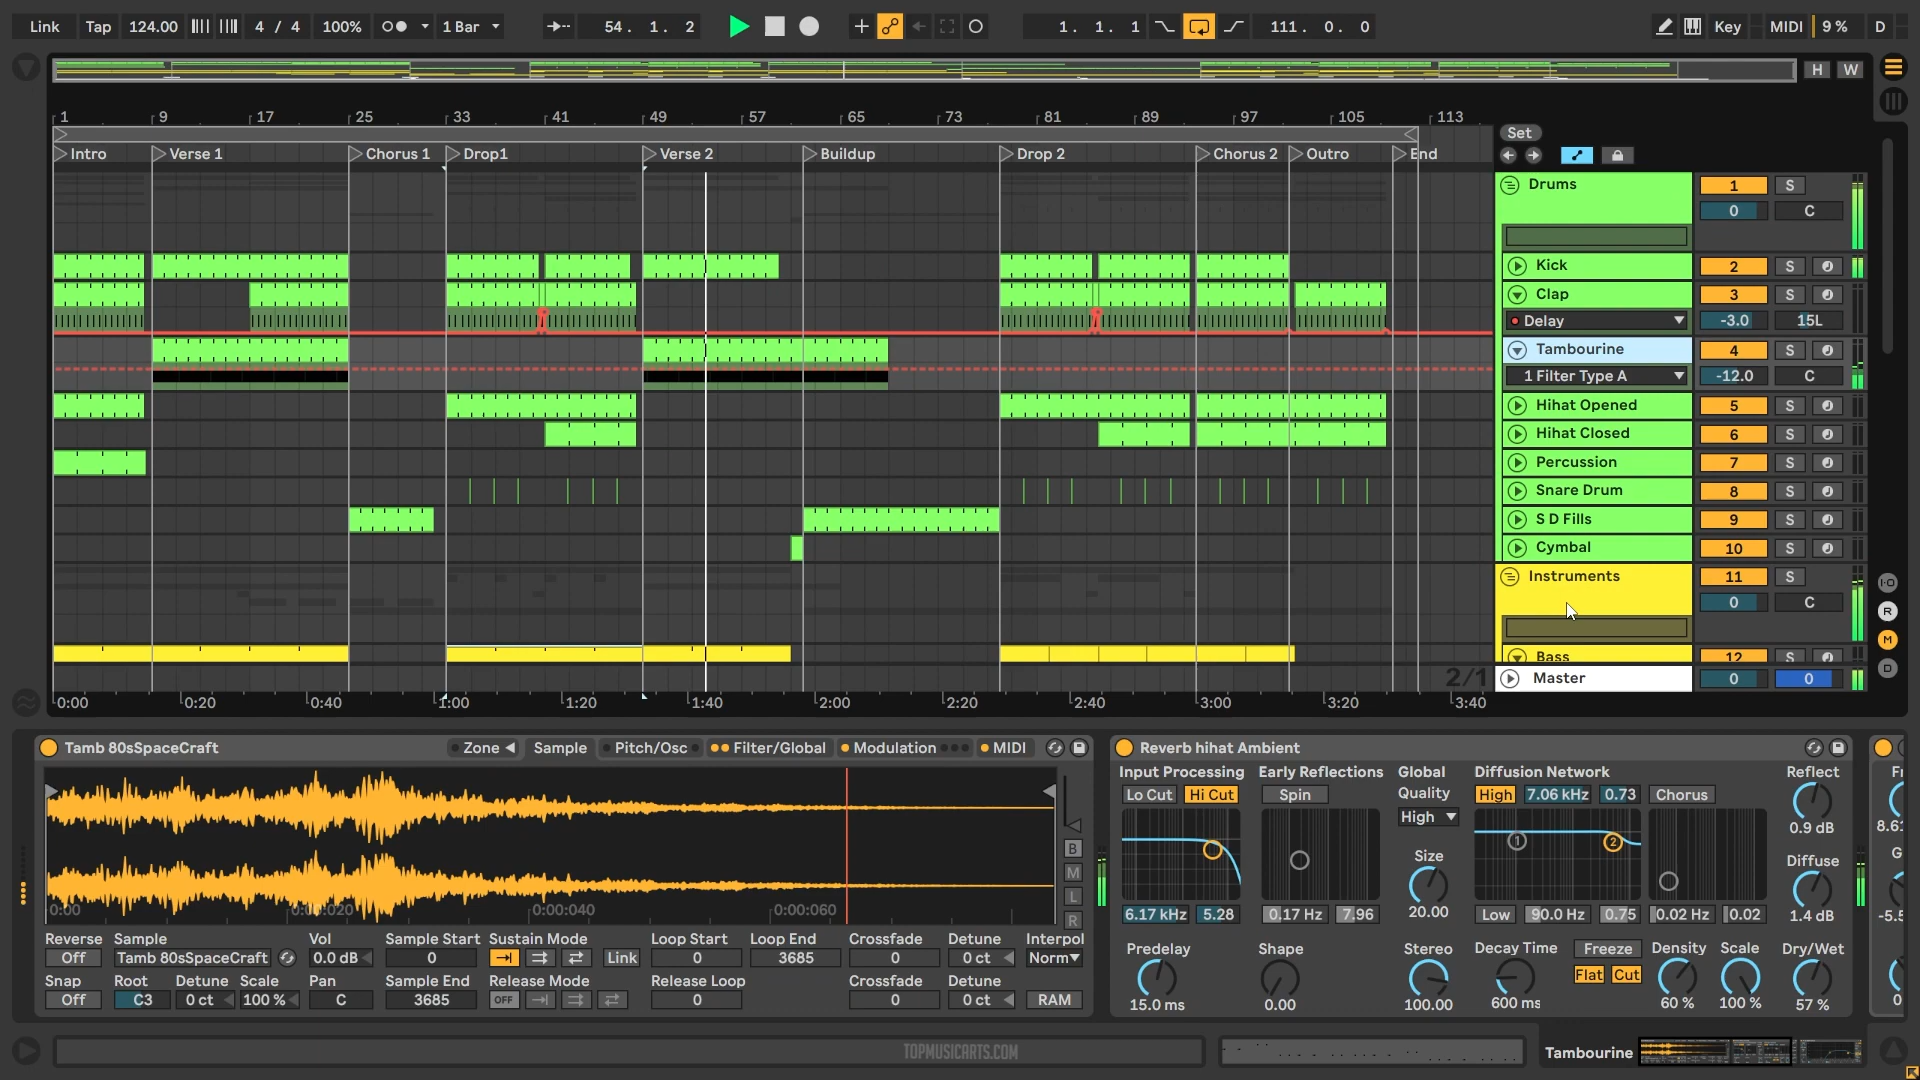 Link Tap 124.00 4 / 4 100% 1 Bar 54. 1. 2 1. 1. 1 111. 0. 0 Key MIDI 9 % D
H W
1 9 17 25 33 41 49 57 65 73 81 89 97 105 113
Set
Intro Verse 1 Chorus 1 Drop1 Verse 2 Buildup Drop 2 Chorus 2 Outro End
Drums 1 S
0 C
Kick 2 S
Clap 3 S
Delay -3.0 15L
Tambourine 4 S
1 Filter Type A -12.0 C
Hihat Opened 5 S
Hihat Closed 6 S
Percussion 7 S
Snare Drum 8 S
S D Fills 9 S
Cymbal 10 S
Instruments 11 S
I·O
0 C
R
M
Bass 12 S
D
2/1
Master 0 0
0:00 0:20 0:40 1:00 1:20 1:40 2:00 2:20 2:40 3:00 3:20 3:40
Tamb 80sSpaceCraft Zone Sample Pitch/Osc Filter/Global Modulation MIDI
0:00 0:00:020 0:00:040 0:00:060
B
M
L
R
Reverse Sample Vol Sample Start Sustain Mode Loop Start Loop End Crossfade Detune Interpol
Off Tamb 80sSpaceCraft 0.0 dB 0 Link 0 3685 0 0 ct Norm
Snap Root Detune Scale Pan Sample End Release Mode Release Loop Crossfade Detune
Off C3 0 ct 100 % C 3685 OFF 0 0 0 ct RAM
Reverb hihat Ambient
Input Processing Early Reflections Global Diffusion Network Reflect
Lo Cut Hi Cut Spin Quality High 7.06 kHz 0.73 Chorus
High
0.9 dB
1 2
Size
Diffuse
20.00
6.17 kHz 5.28 0.17 Hz 7.96 Low 90.0 Hz 0.75 0.02 Hz 0.02 1.4 dB
Predelay Shape Stereo Decay Time Freeze Density Scale Dry/Wet
Flat Cut
15.0 ms 0.00 100.00 600 ms 60 % 100 % 57 %
TOPMUSICARTS.COM
Tambourine